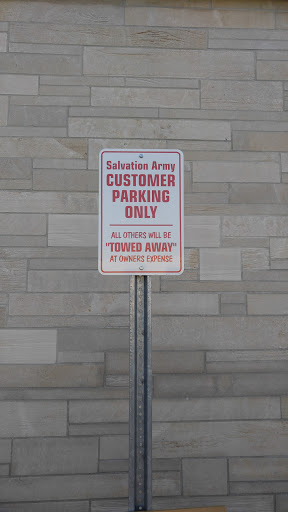 Salvation Army
CUSTOMER
PARKING
ONLY
ALL OTHERS WILL BE
"TOWED AWAY"
AT OWNERS EXPENSE